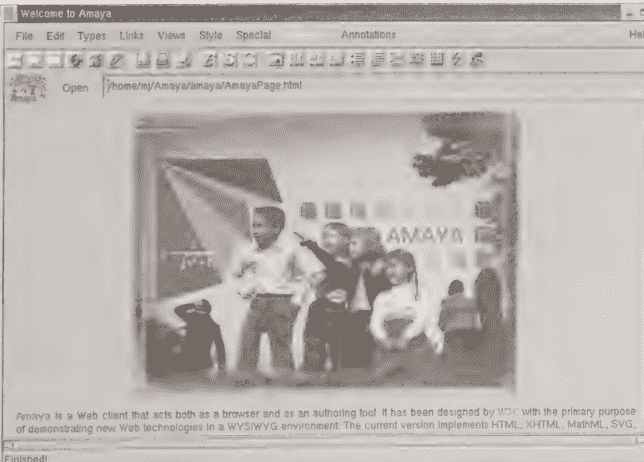 Welcome to Amaya
File Edit Types Links Views Style Special Annotations Hel
Amaya
Open /home/mj/Amaya/amaya/AmayaPage.html
AMAYA
Amaya is a Web client that acts both as a browser and as an authoring tool. It has been designed by W3C with the primary purpose
of demonstrating new Web technologies in a WYSIWYG environment. The current version implements HTML, XHTML, MathML, SVG,
Finished!